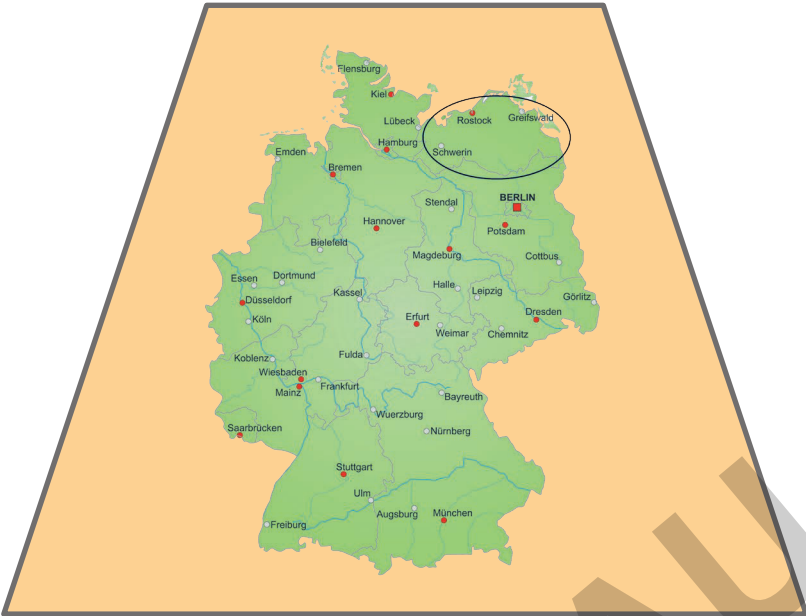 Flensburg
Kiel
Rostock
Greifswald
Lübeck
Hamburg
Schwerin
Emden
Bremen
BERLIN
Stendal
Hannover
Potsdam
Bielefeld
Magdeburg
Cottbus
Essen
Dortmund
Halle
Leipzig
Kassel
Görlitz
Düsseldorf
Dresden
Köln
Erfurt
Weimar
Chemnitz
Koblenz
Fulda
Wiesbaden
Frankfurt
Mainz
Bayreuth
Wuerzburg
Saarbrücken
Nürnberg
Stuttgart
Ulm
Augsburg
München
Freiburg